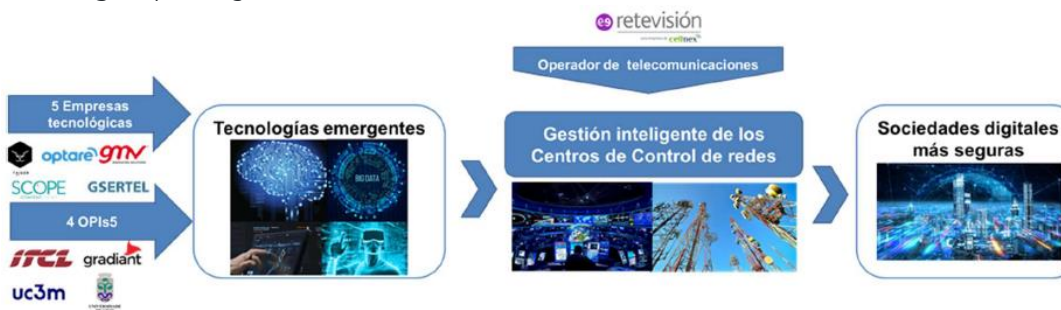 retevisión
cellnex
Operador de telecomunicaciones
5 Empresas
tecnológicas
optare gmv
SCOPE GSERTEL
4 OPIs5
ITCL gradiant
uc3m
Tecnologías emergentes
BIG DATA
Gestión inteligente de los
Centros de Control de redes
Sociedades digitales
más seguras